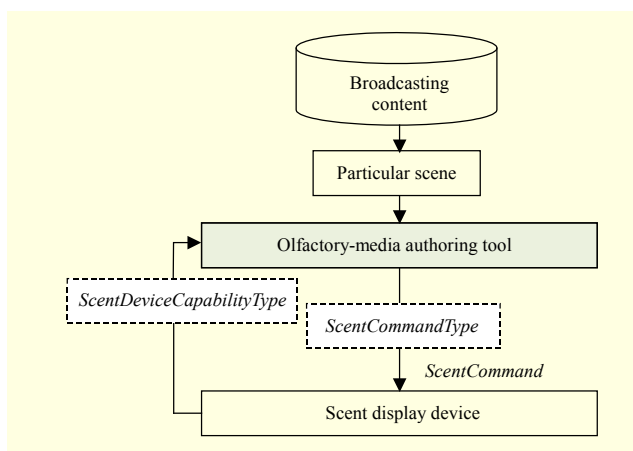 Broadcasting
content
Particular scene
Olfactory-media authoring tool
ScentDeviceCapabilityType
ScentCommandType
ScentCommand
Scent display device